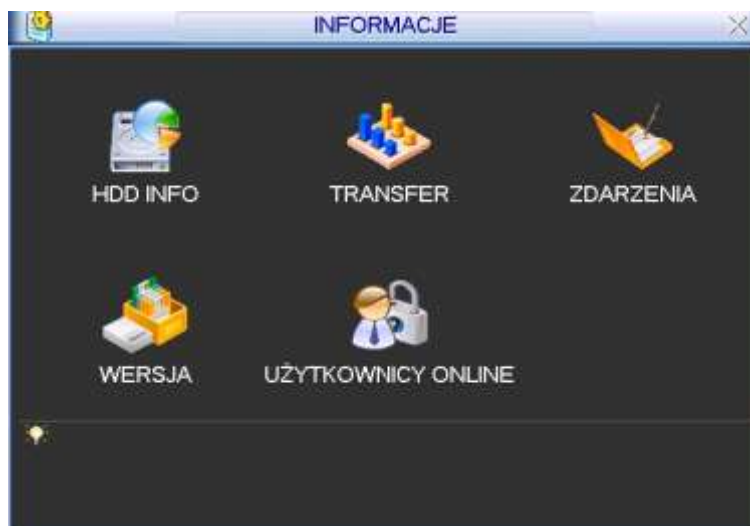 INFORMACJE
HDD INFO
TRANSFER
ZDARZENIA
WERSJA
UŻYTKOWNICY ONLINE